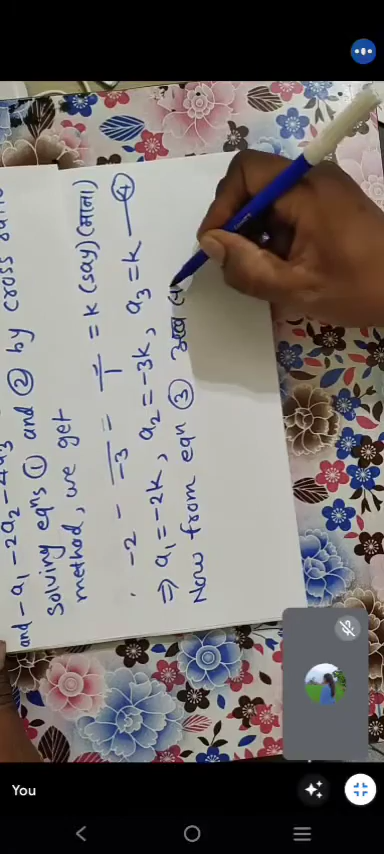 and -a₁ - 2a₂ - 4a₃
Solving eqns ① and ② by cross
method, we get
-2 - -3 = 1 = k (say) (माना)
⇒ a₁ = -2k, a₂ = -3k, a₃ = k — ④
Now from eqn ③
You